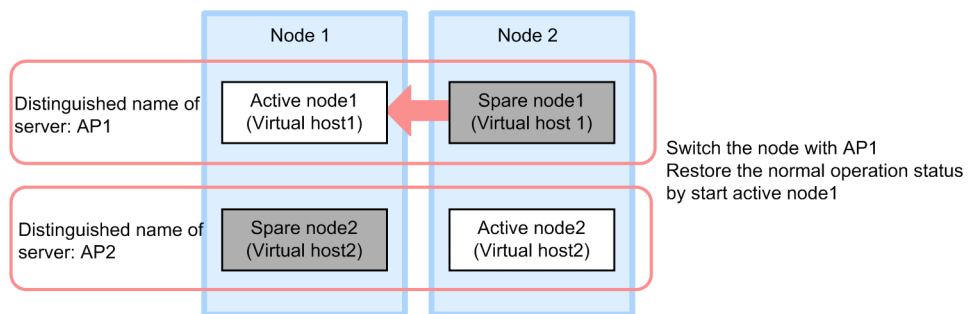 Node 1
Node 2
Distinguished name of
server: AP1
Active node1
(Virtual host1)
Spare node1
(Virtual host 1)
Switch the node with AP1
Restore the normal operation status
by start active node1
Distinguished name of
server: AP2
Spare node2
(Virtual host2)
Active node2
(Virtual host2)